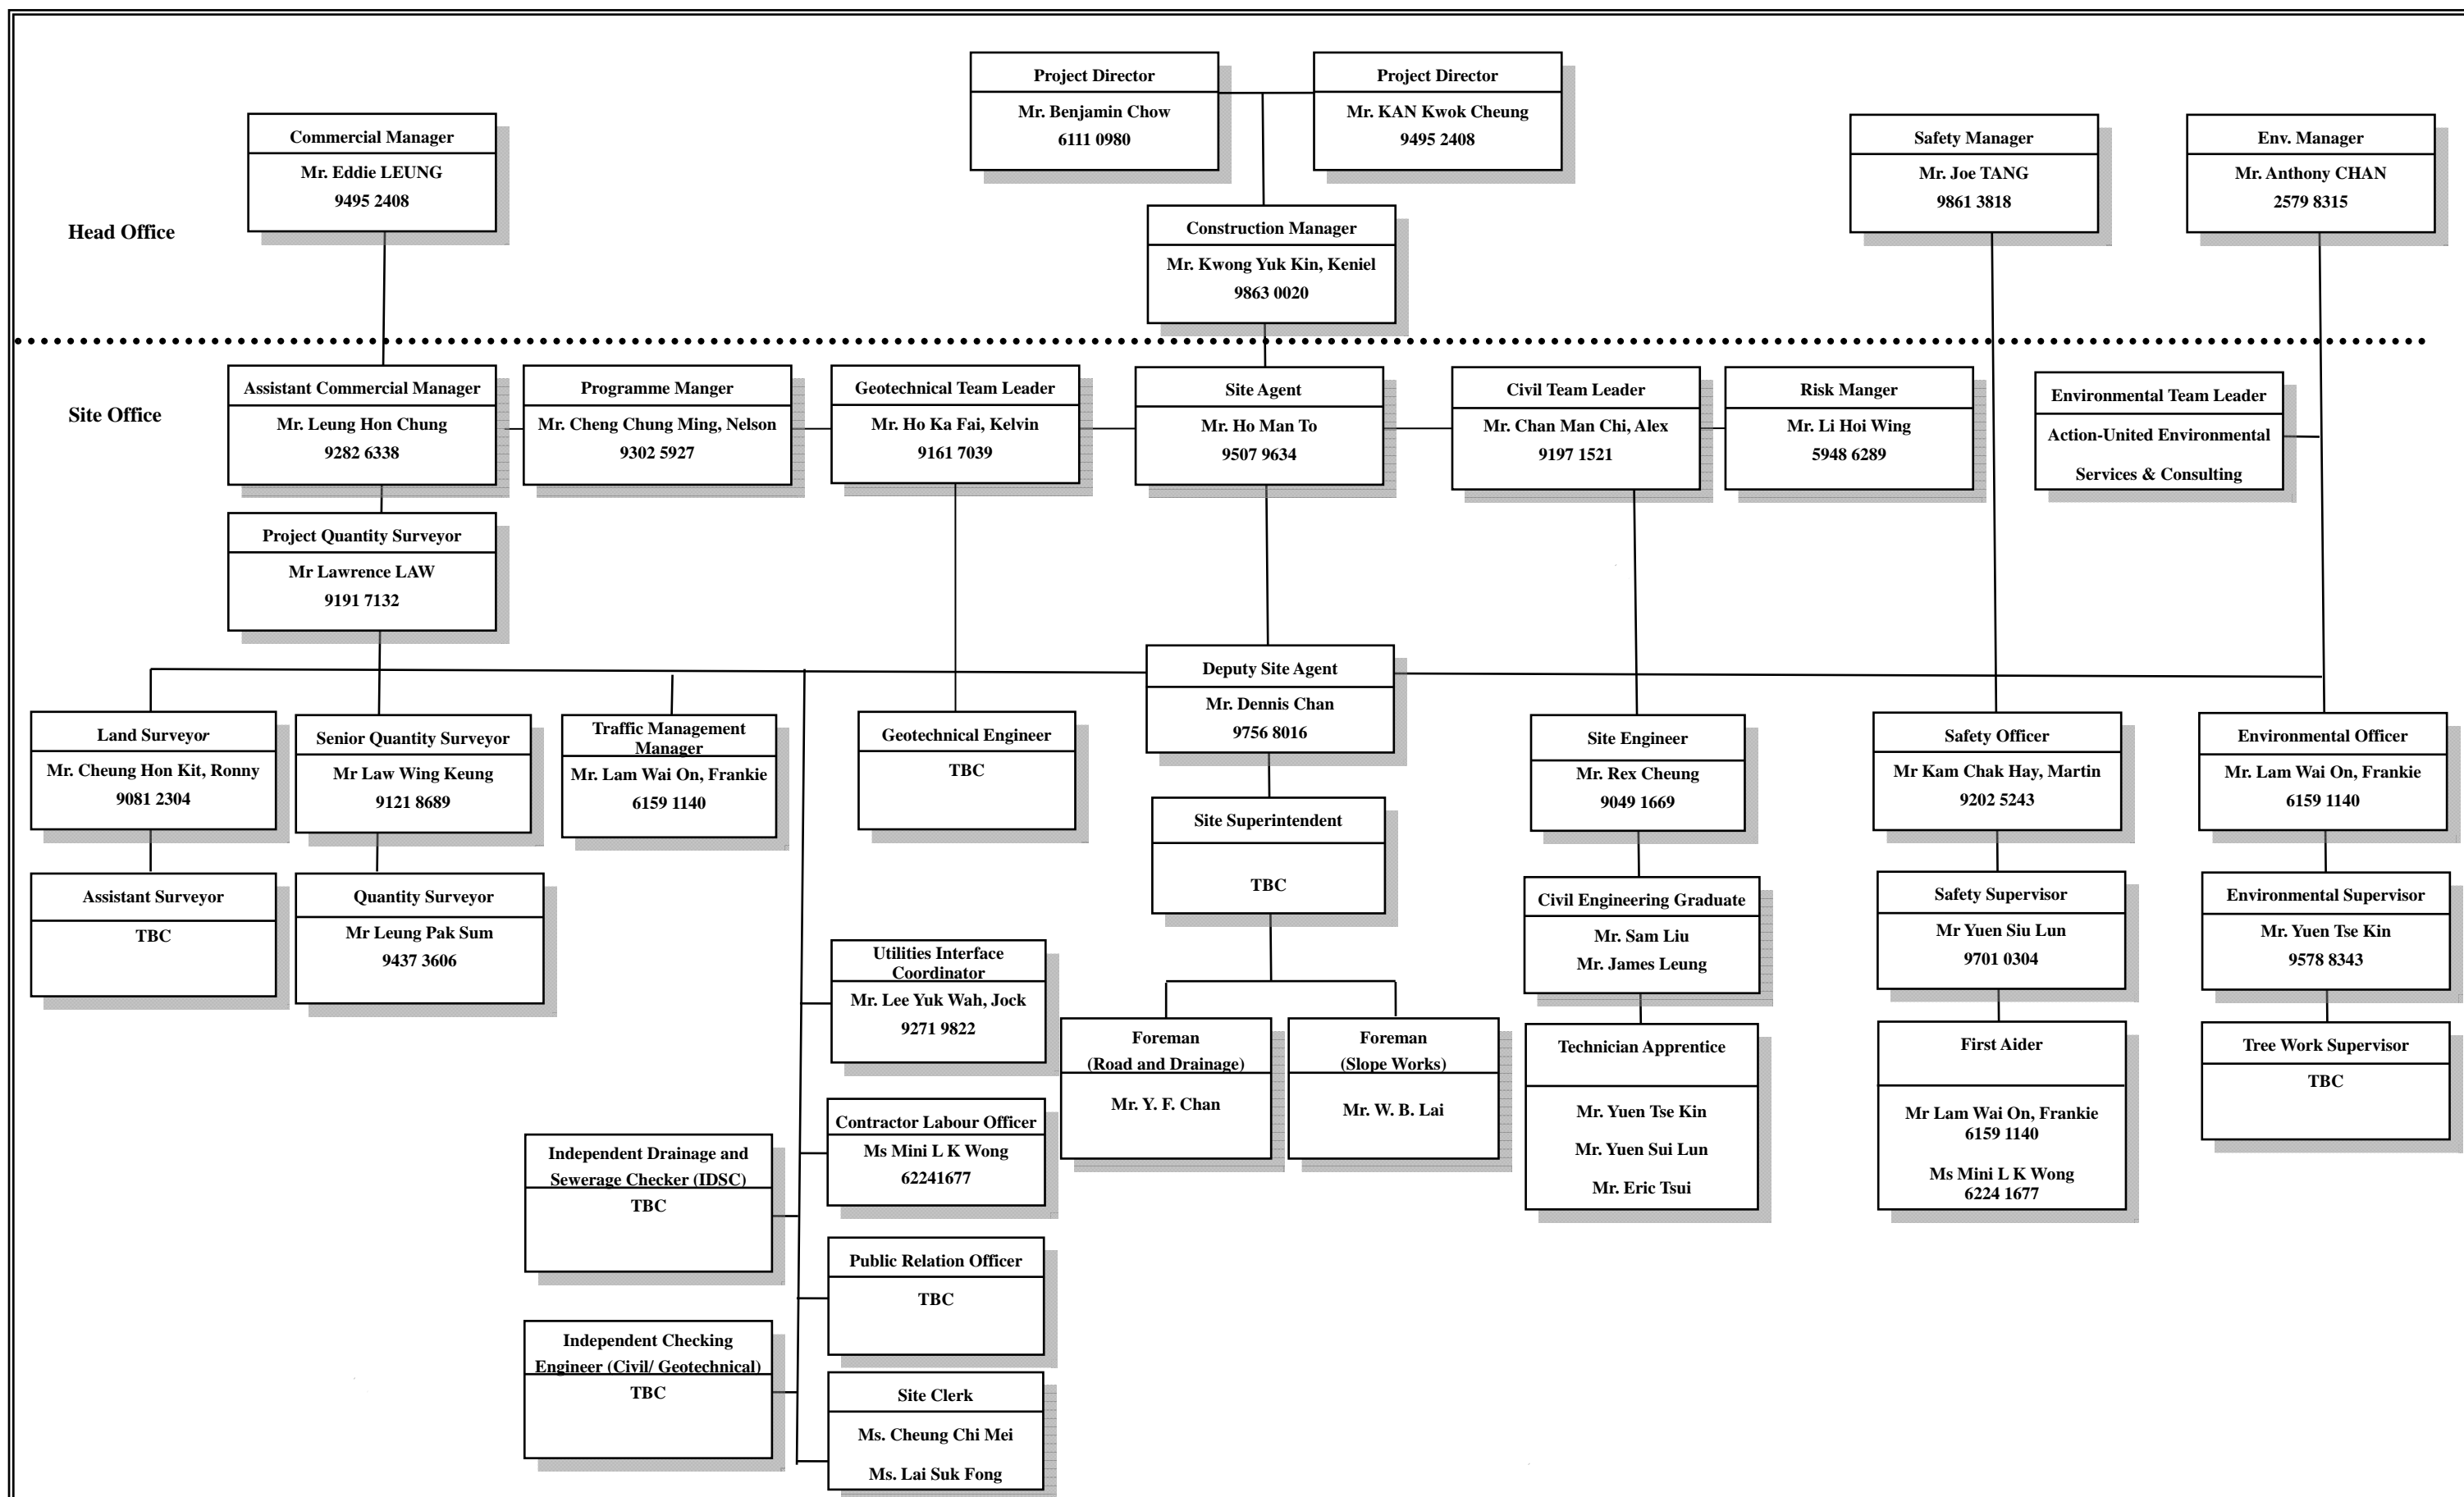 Project Director
Mr. Benjamin Chow
6111 0980
Project Director
Mr. KAN Kwok Cheung
9495 2408
Commercial Manager
Mr. Eddie LEUNG
9495 2408
Safety Manager
Mr. Joe TANG
9861 3818
Env. Manager
Mr. Anthony CHAN
2579 8315
Head Office
Construction Manager
Mr. Kwong Yuk Kin, Keniel
9863 0020
Site Office
Assistant Commercial Manager
Mr. Leung Hon Chung
9282 6338
Programme Manger
Mr. Cheng Chung Ming, Nelson
9302 5927
Geotechnical Team Leader
Mr. Ho Ka Fai, Kelvin
9161 7039
Site Agent
Mr. Ho Man To
9507 9634
Civil Team Leader
Mr. Chan Man Chi, Alex
9197 1521
Risk Manger
Mr. Li Hoi Wing
5948 6289
Environmental Team Leader
Action-United Environmental
Services & Consulting
Project Quantity Surveyor
Mr Lawrence LAW
9191 7132
Deputy Site Agent
Mr. Dennis Chan
9756 8016
Land Surveyor
Mr. Cheung Hon Kit, Ronny
9081 2304
Senior Quantity Surveyor
Mr Law Wing Keung
9121 8689
Traffic Management
Manager
Mr. Lam Wai On, Frankie
6159 1140
Geotechnical Engineer
TBC
Site Engineer
Mr. Rex Cheung
9049 1669
Safety Officer
Mr Kam Chak Hay, Martin
9202 5243
Environmental Officer
Mr. Lam Wai On, Frankie
6159 1140
Site Superintendent
TBC
Assistant Surveyor
TBC
Quantity Surveyor
Mr Leung Pak Sum
9437 3606
Civil Engineering Graduate
Mr. Sam Liu
Mr. James Leung
Safety Supervisor
Mr Yuen Siu Lun
9701 0304
Environmental Supervisor
Mr. Yuen Tse Kin
9578 8343
Utilities Interface
Coordinator
Mr. Lee Yuk Wah, Jock
9271 9822
Foreman
(Road and Drainage)
Mr. Y. F. Chan
Foreman
(Slope Works)
Mr. W. B. Lai
Technician Apprentice
Mr. Yuen Tse Kin
Mr. Yuen Sui Lun
Mr. Eric Tsui
First Aider
Mr Lam Wai On, Frankie
6159 1140
Ms Mini L K Wong
6224 1677
Tree Work Supervisor
TBC
Contractor Labour Officer
Ms Mini L K Wong
62241677
Independent Drainage and
Sewerage Checker (IDSC)
TBC
Public Relation Officer
TBC
Independent Checking
Engineer (Civil/ Geotechnical)
TBC
Site Clerk
Ms. Cheung Chi Mei
Ms. Lai Suk Fong